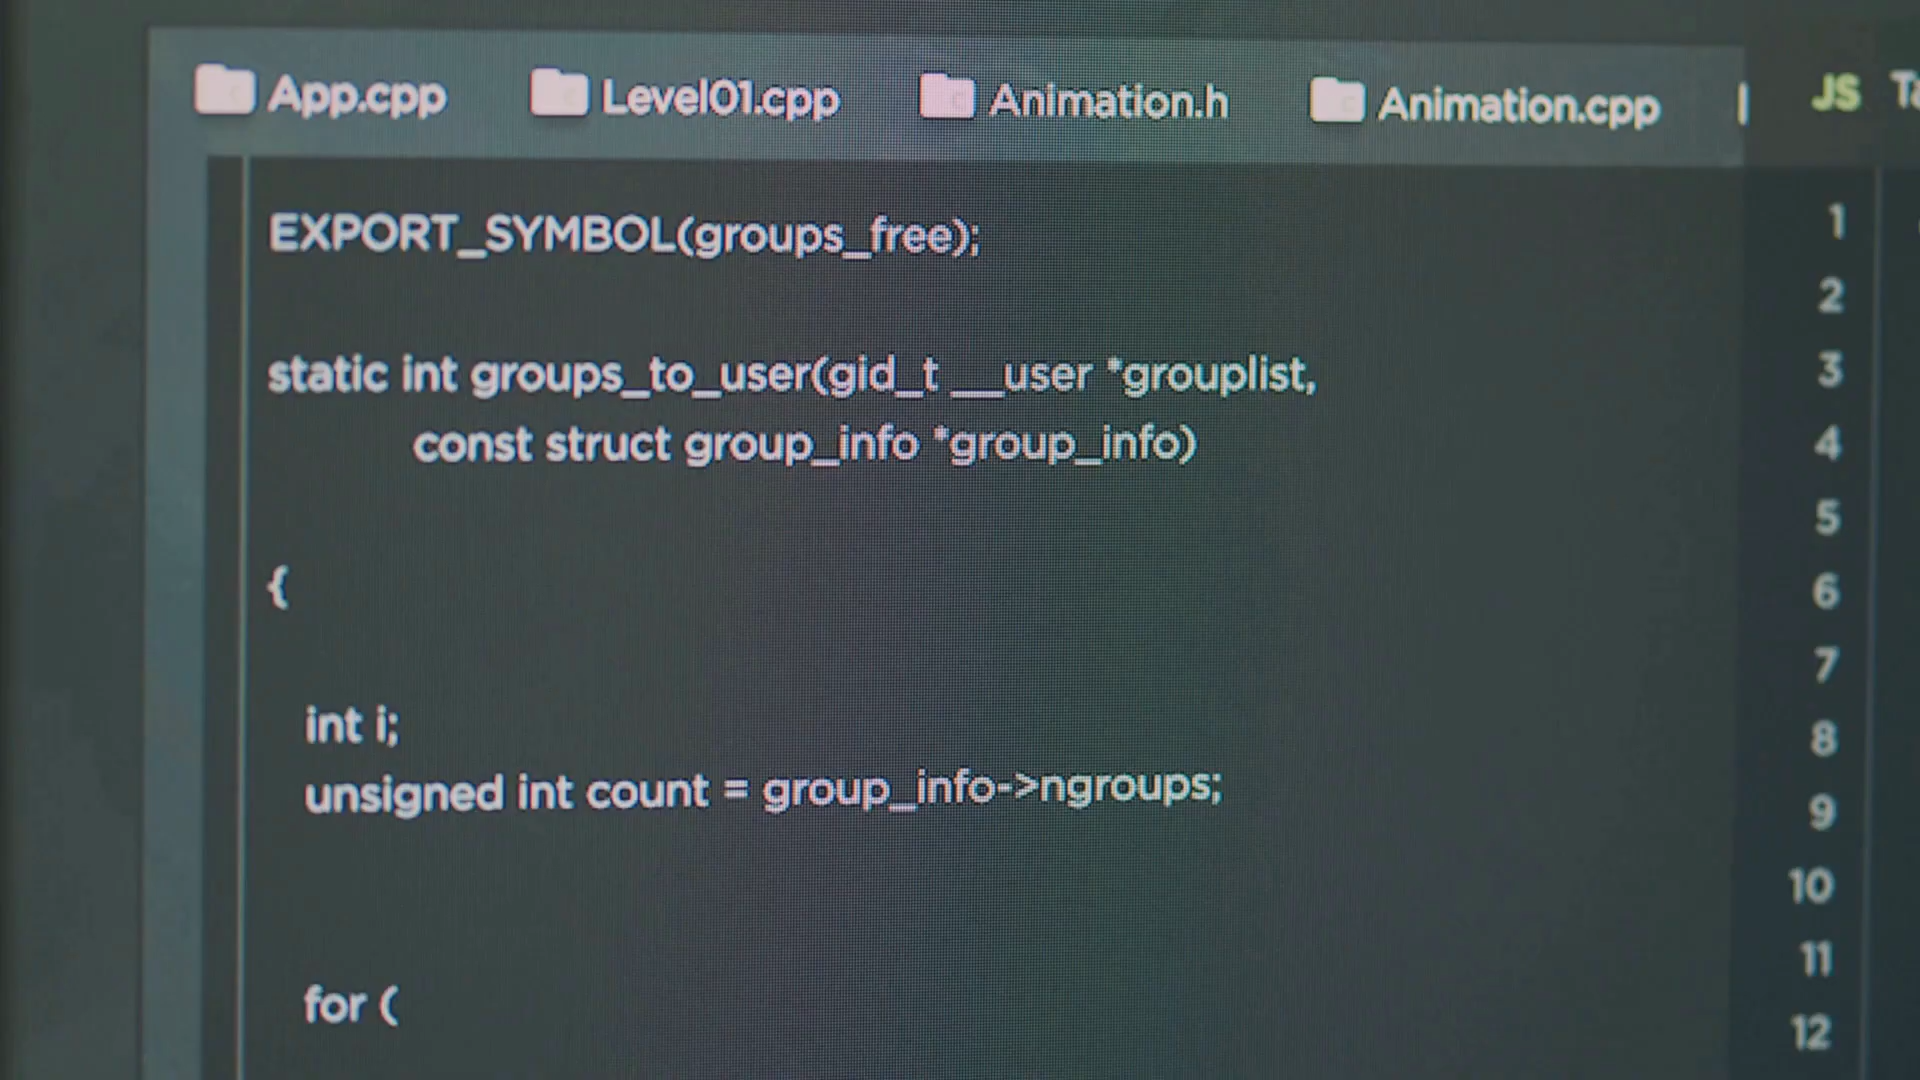 App.cpp Level01.cpp Animation.h Animation.cpp JS
EXPORT_SYMBOL(groups_free);
static int groups_to_user(gid_t __user *grouplist,
const struct group_info *group_info)
{
int i;
unsigned int count = group_info->ngroups;
for (
1
2
3
4
5
6
7
8
9
10
11
12